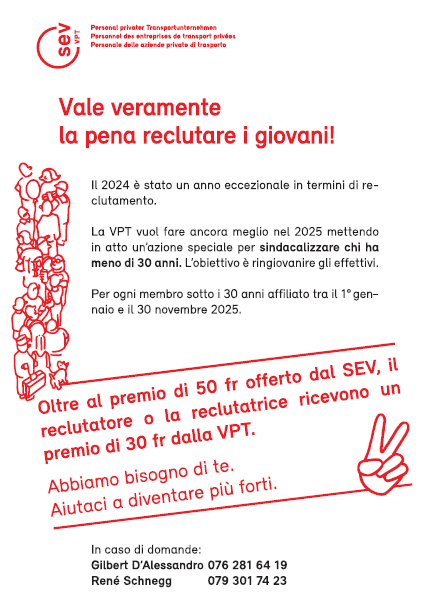 sev
VPT
Personal privater Transportunternehmen
Personnel des entreprises de transport privées
Personale delle aziende private di trasporto
Vale veramente
la pena reclutare i giovani!
Il 2024 è stato un anno eccezionale in termini di re-
clutamento.
La VPT vuol fare ancora meglio nel 2025 mettendo
in atto un'azione speciale per sindacalizzare chi ha
meno di 30 anni. L'obiettivo è ringiovanire gli effettivi.
Per ogni membro sotto i 30 anni affiliato tra il 1° gen-
naio e il 30 novembre 2025.
Oltre al premio di 50 fr offerto dal SEV, il
reclutatore o la reclutatrice ricevono un
premio di 30 fr dalla VPT.
Abbiamo bisogno di te.
Aiutaci a diventare più forti.
In caso di domande:
Gilbert D'Alessandro 076 281 64 19
René Schnegg 079 301 74 23